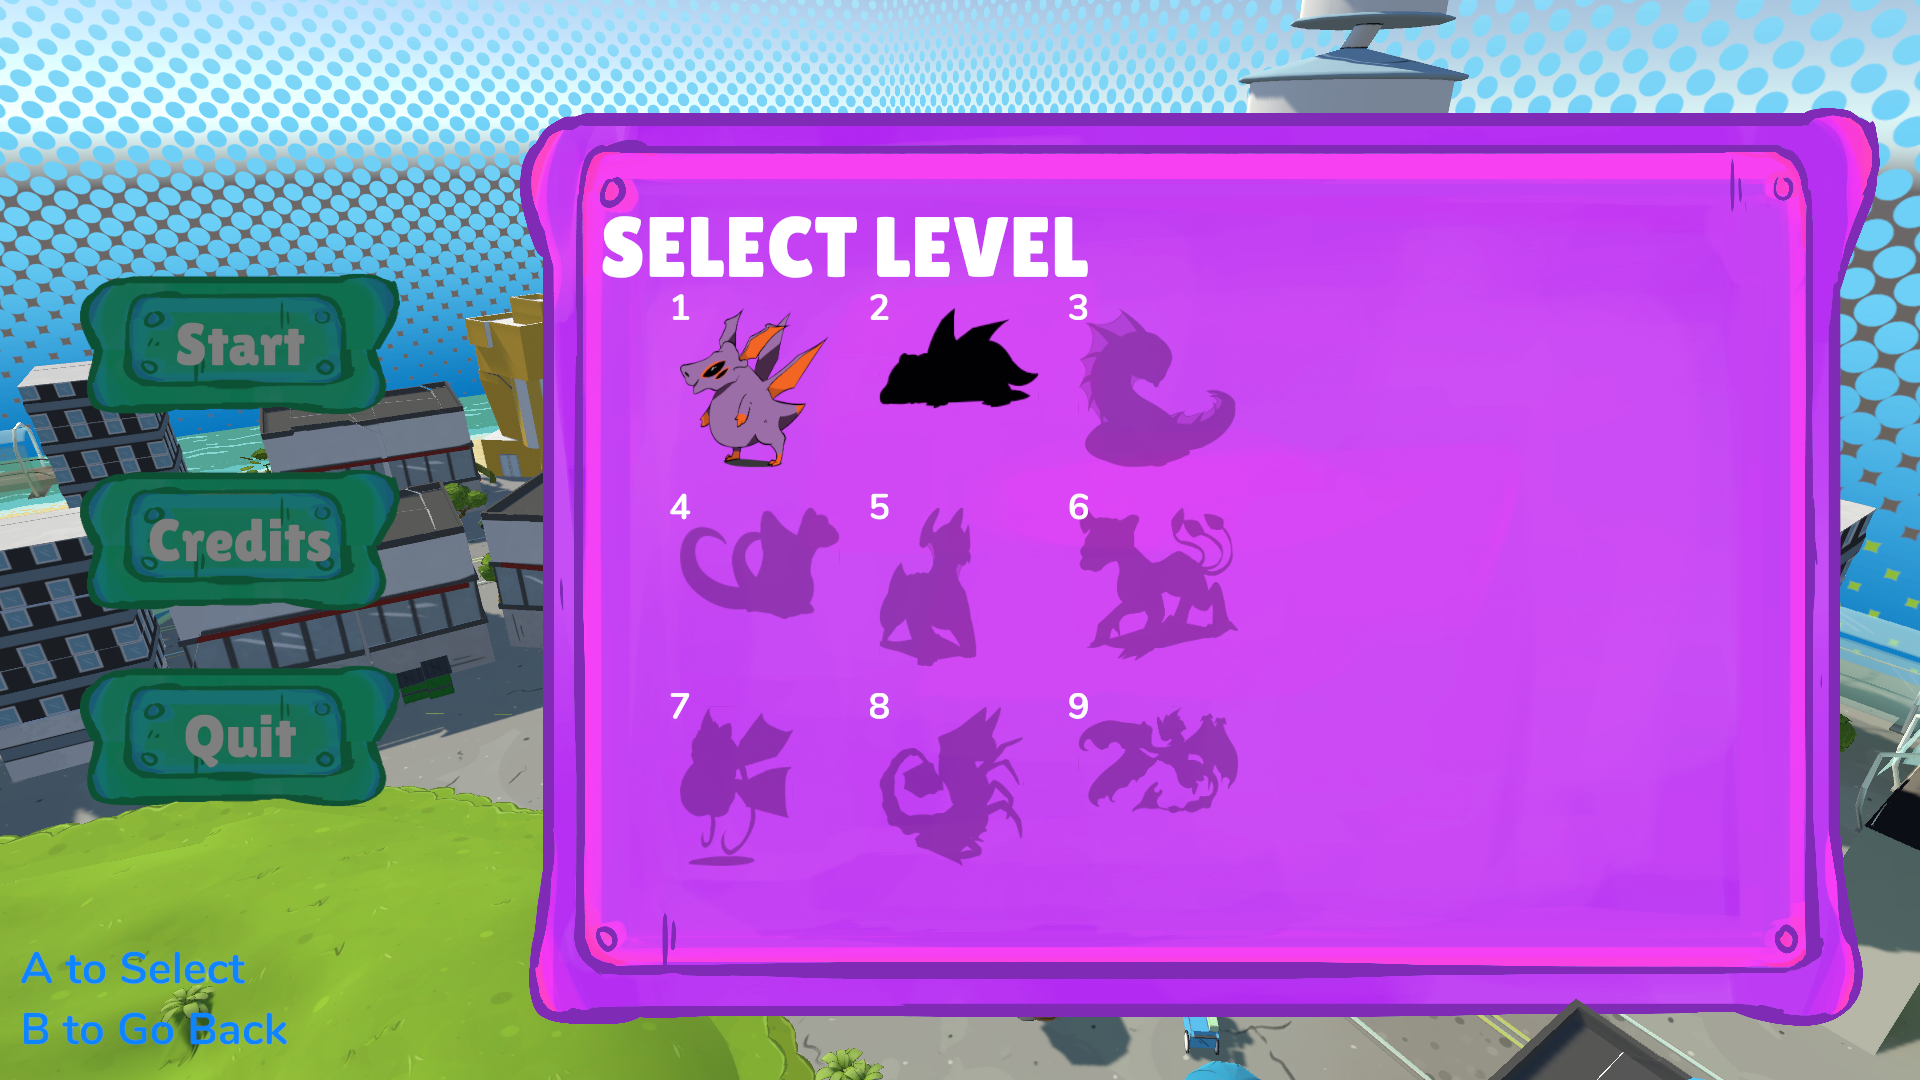 SELECT LEVEL
1 2 3
4 5 6
7 8 9
Start
Credits
Quit
A to Select
B to Go Back